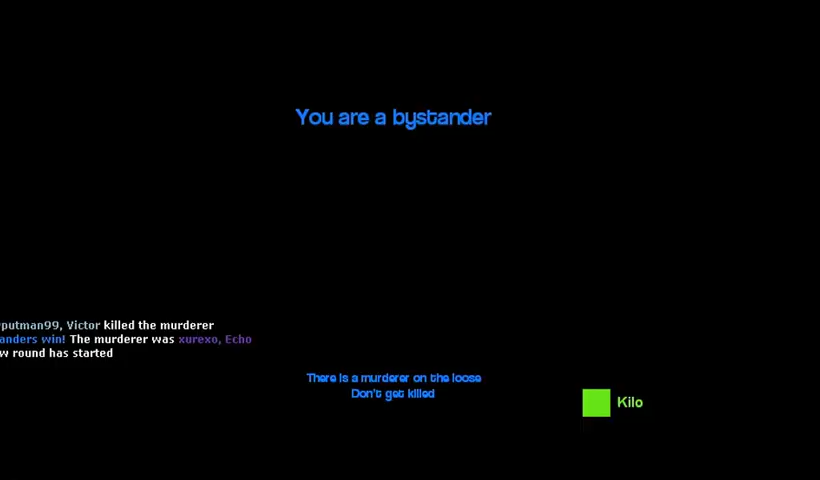 You are a bystander
putman99, Victor killed the murderer
anders win! The murderer was xurexo, Echo
w round has started
There is a murderer on the loose
Don't get killed
Kilo